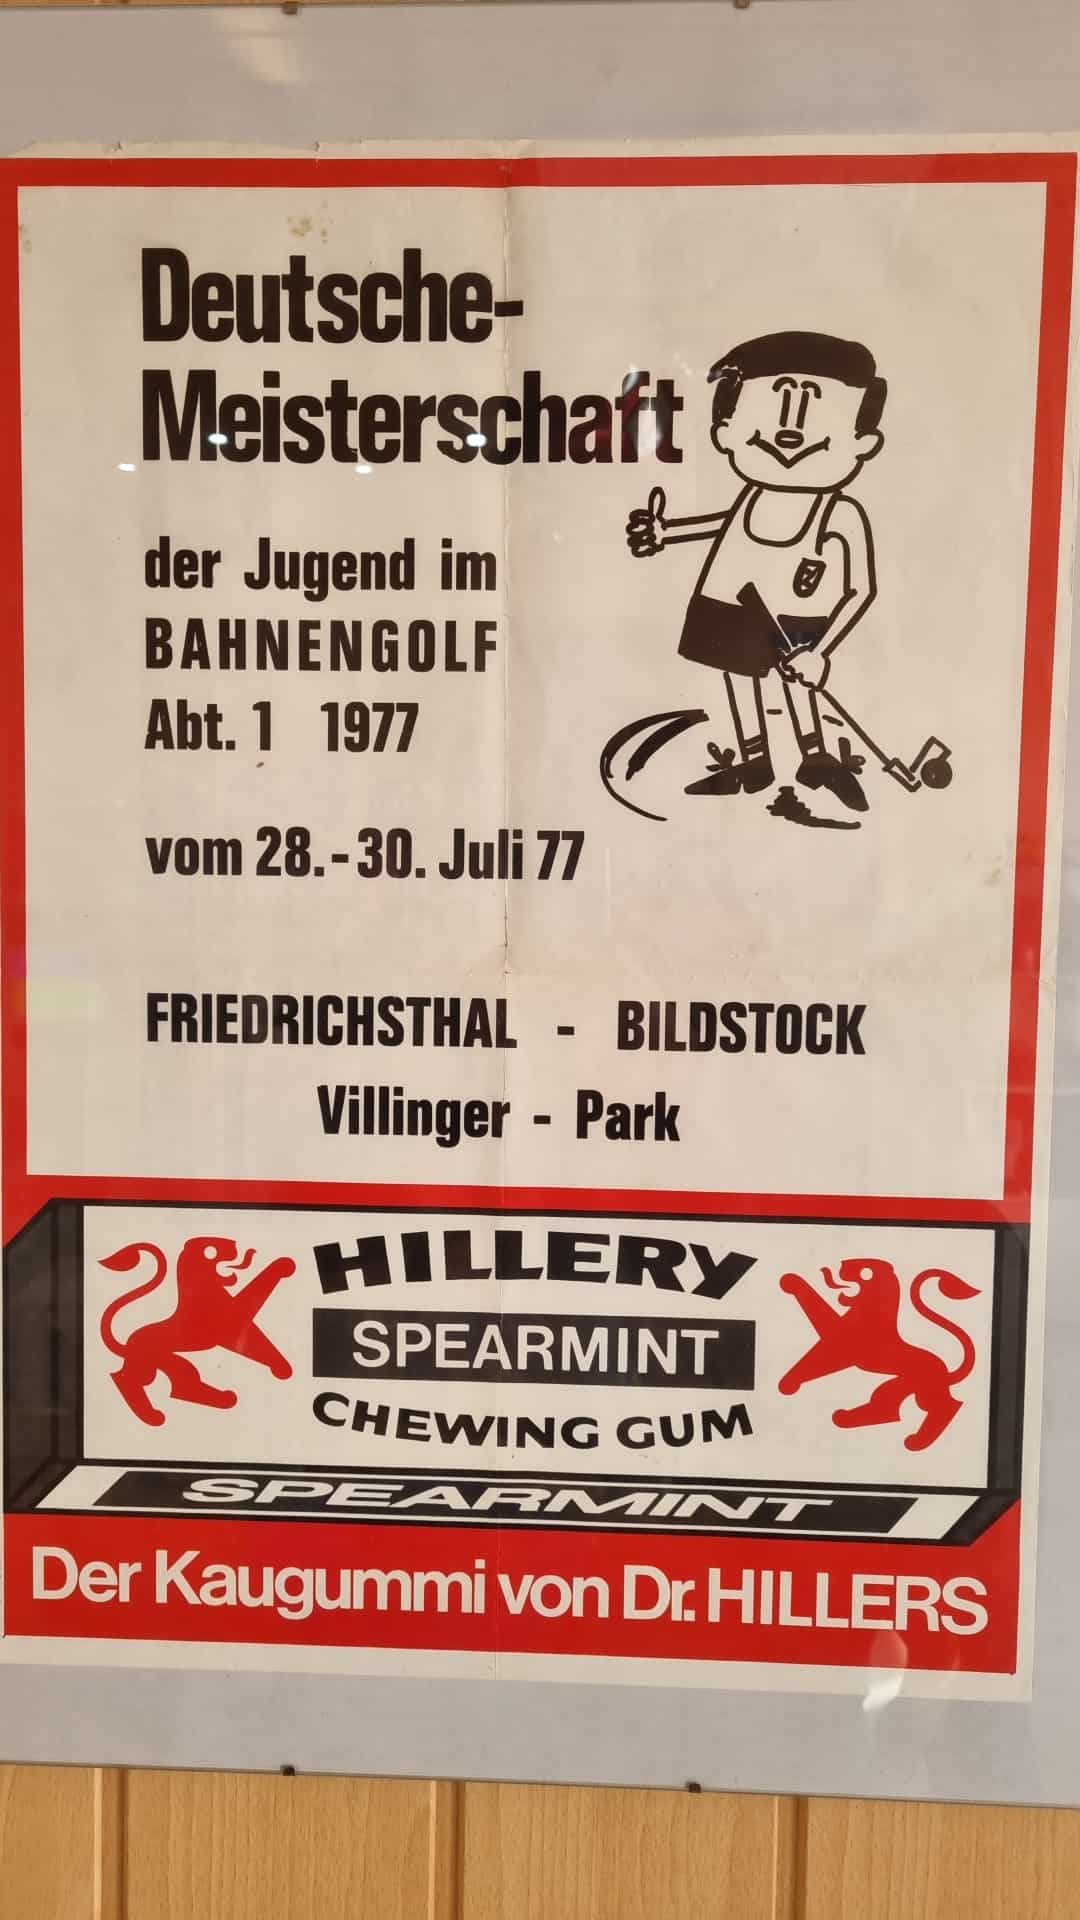 Deutsche-
Meisterschaft
der Jugend im
BAHNENGOLF
Abt. 1 1977
vom 28.-30. Juli 77
FRIEDRICHSTHAL - BILDSTOCK
Villinger - Park
HILLERY
SPEARMINT
CHEWING GUM
SPEARMINT
Der Kaugummi von Dr. HILLERS